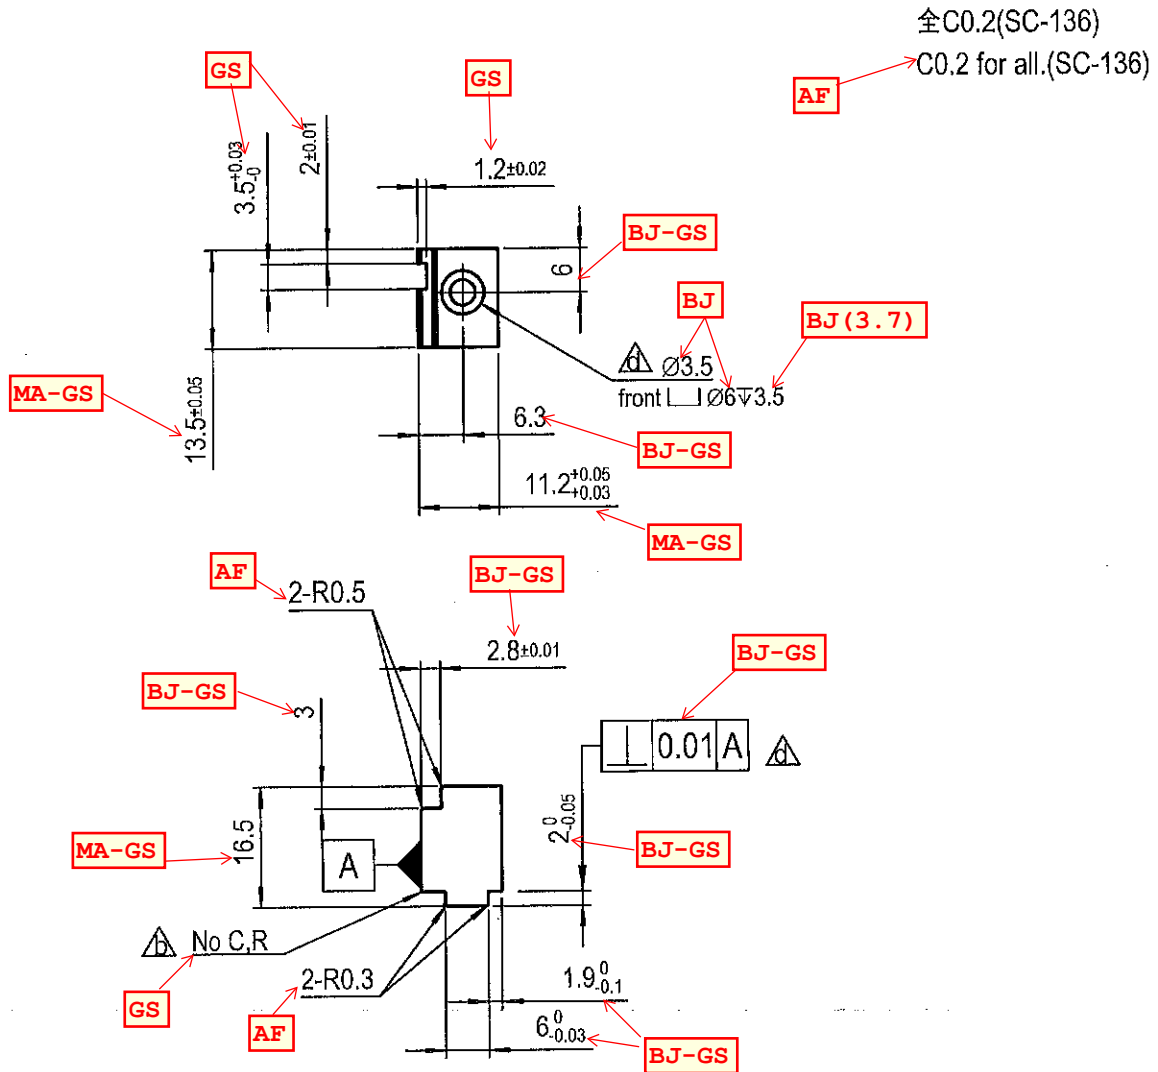 全C0.2(SC-136)
C0.2 for all.(SC-136)
AF
GS
GS
3.5 +0.03 -0
2±0.01
1.2±0.02
BJ-GS
6
BJ
BJ(3.7)
d Ø3.5
front ⌴ Ø6↧3.5
MA-GS
13.5±0.05
6.3
BJ-GS
11.2 +0.05 +0.03
MA-GS
AF
BJ-GS
2-R0.5
2.8±0.01
BJ-GS
BJ-GS
3
⊥ 0.01 A d
2 0 -0.05
BJ-GS
MA-GS
16.5
A
b No C,R
2-R0.3
1.9 0 -0.1
GS
AF
6 0 -0.03
BJ-GS